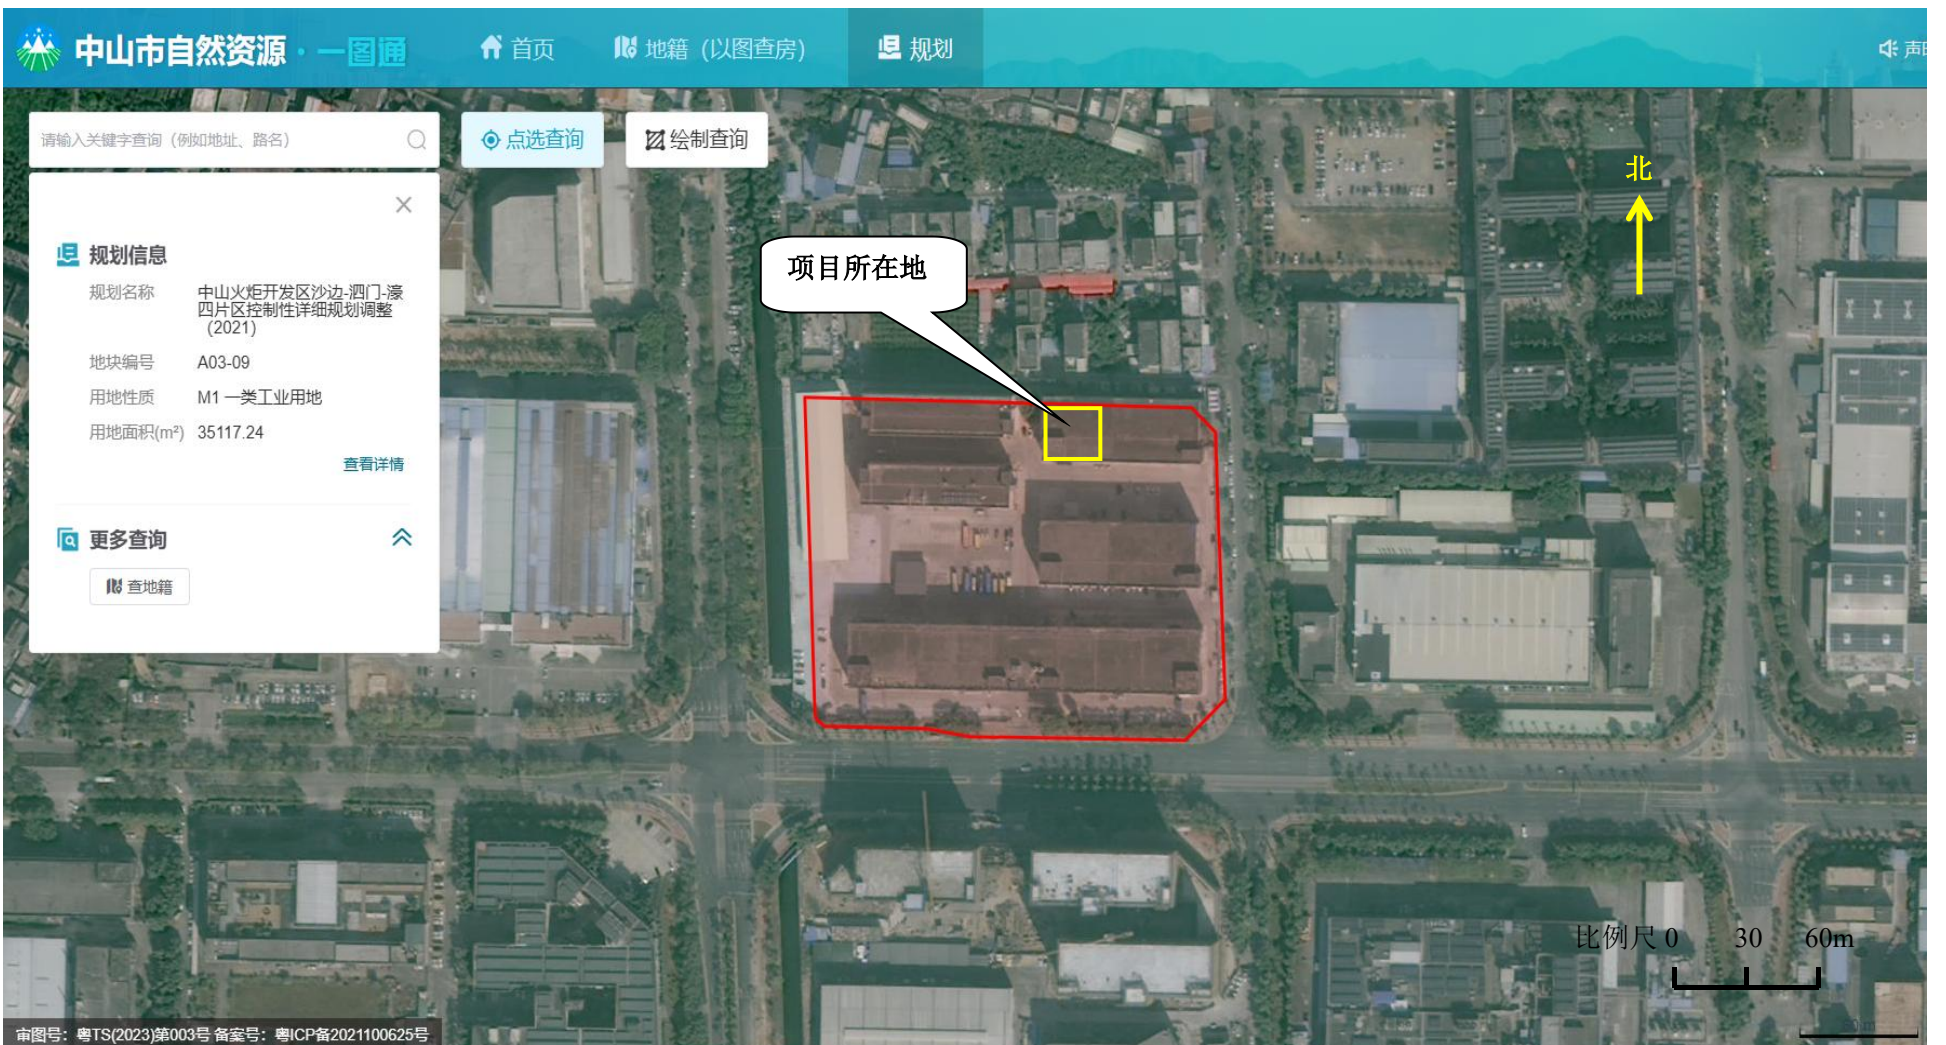 中山市自然资源·一图通
首页
地籍（以图查房）
规划
请输入关键字查询（例如地址、路名）
点选查询
绘制查询
北
项目所在地
规划信息
规划名称
中山火炬开发区沙边-泗门-濠
四片区控制性详细规划调整
（2021）
地块编号 A03-09
用地性质 M1 一类工业用地
用地面积(m²) 35117.24
查看详情
更多查询
查地籍
比例尺 0 30 60m
审图号：粤TS(2023)第003号 备案号：粤ICP备2021100625号